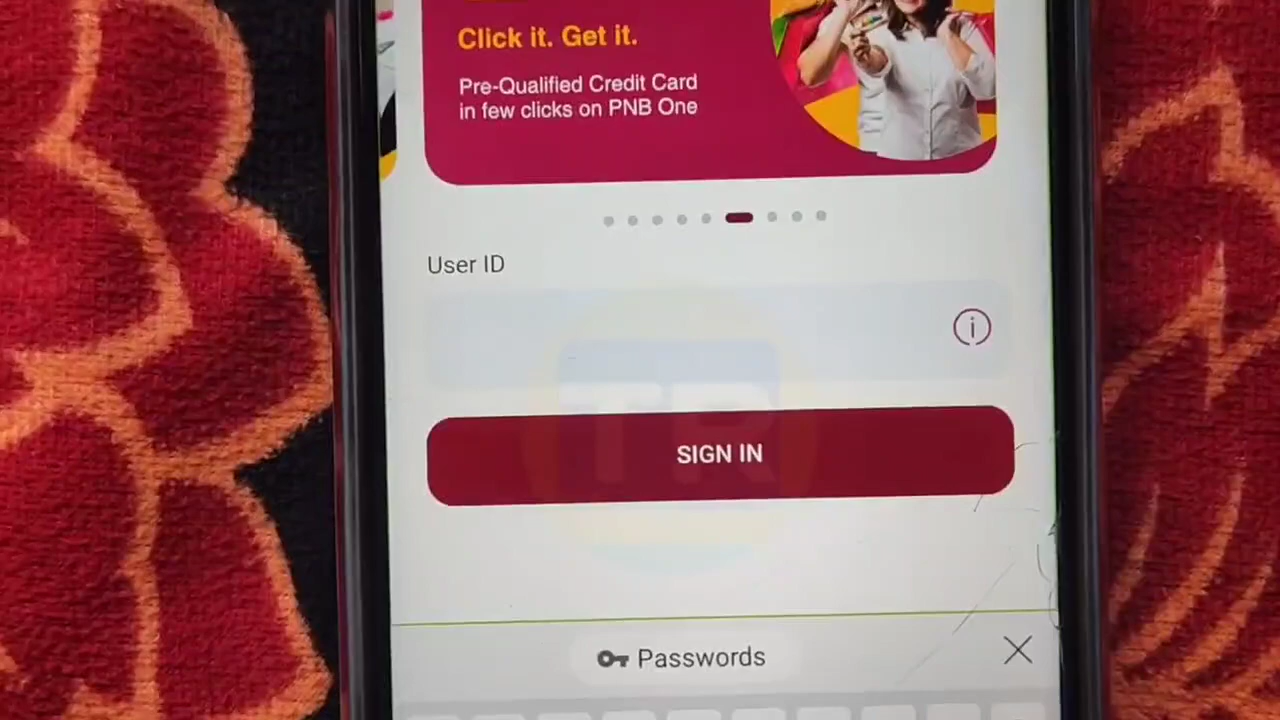 Click it. Get it.
Pre-Qualified Credit Card
in few clicks on PNB One
User ID
SIGN IN
TR
Passwords